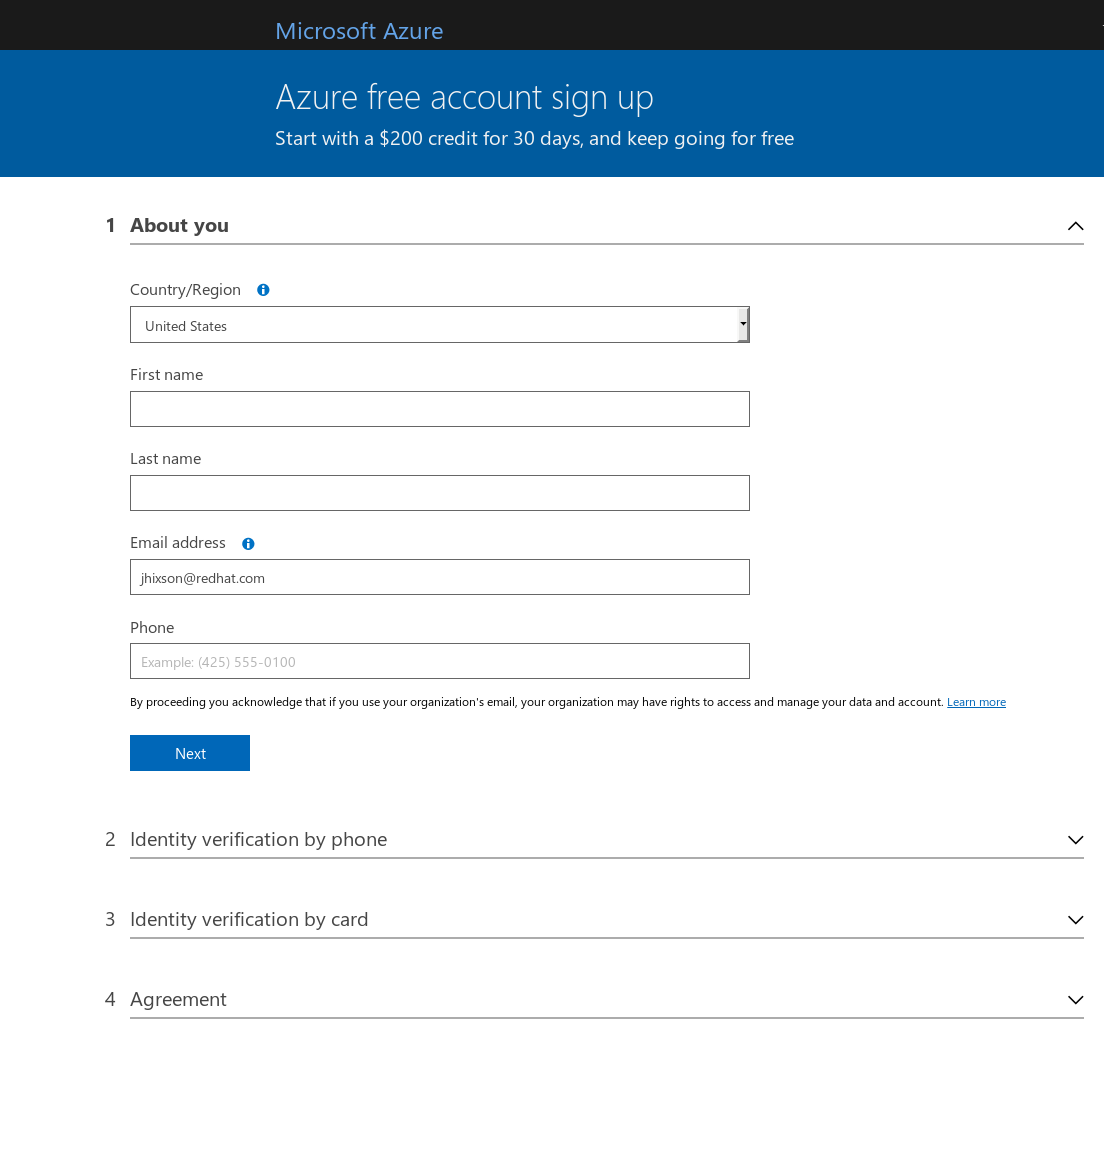 Microsoft Azure
Azure free account sign up
Start with a $200 credit for 30 days, and keep going for free
1 About you
Country/Region
United States
First name
Last name
Email address
jhixson@redhat.com
Phone
Example: (425) 555-0100
By proceeding you acknowledge that if you use your organization's email, your organization may have rights to access and manage your data and account. Learn more
Next
2 Identity verification by phone
3 Identity verification by card
4 Agreement